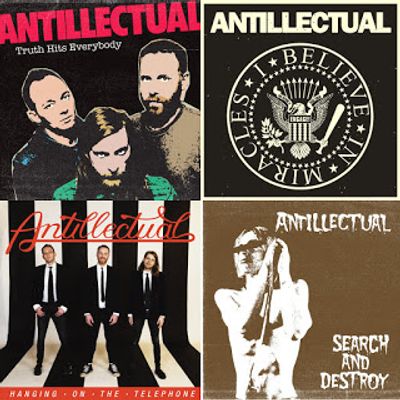 ANTILLECTUAL
Truth Hits Everybody
ANTILLECTUAL
I · BELIEVE · IN · MIRACLES
ENGAGE!
Antillectual
HANGING · ON · THE · TELEPHONE
ANTILLECTUAL
SEARCH
AND
DESTROY